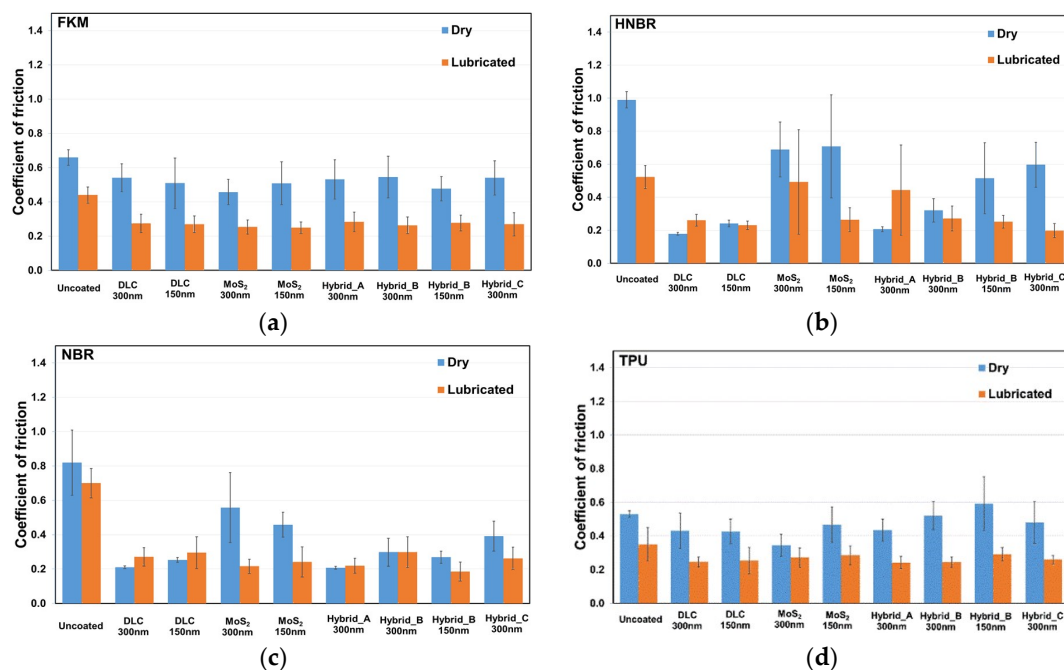 FKM
Coefficient of friction
1.4
1.2
1.0
0.8
0.6
0.4
0.2
0.0
Dry
Lubricated
Uncoated
DLC
300nm
DLC
150nm
MoS₂
300nm
MoS₂
150nm
Hybrid_A
300nm
Hybrid_B
300nm
Hybrid_B
150nm
Hybrid_C
300nm
(a)
HNBR
Coefficient of friction
1.4
1.2
1.0
0.8
0.6
0.4
0.2
0.0
Dry
Lubricated
Uncoated
DLC
300nm
DLC
150nm
MoS₂
300nm
MoS₂
150nm
Hybrid_A
300nm
Hybrid_B
300nm
Hybrid_B
150nm
Hybrid_C
300nm
(b)
NBR
Coefficient of friction
1.4
1.2
1.0
0.8
0.6
0.4
0.2
0.0
Dry
Lubricated
Uncoated
DLC
300nm
DLC
150nm
MoS₂
300nm
MoS₂
150nm
Hybrid_A
300nm
Hybrid_B
300nm
Hybrid_B
150nm
Hybrid_C
300nm
(c)
TPU
Coefficient of friction
1.4
1.2
1.0
0.8
0.6
0.4
0.2
0.0
Dry
Lubricated
Uncoated
DLC
300nm
DLC
150nm
MoS₂
300nm
MoS₂
150nm
Hybrid_A
300nm
Hybrid_B
300nm
Hybrid_B
150nm
Hybrid_C
300nm
(d)